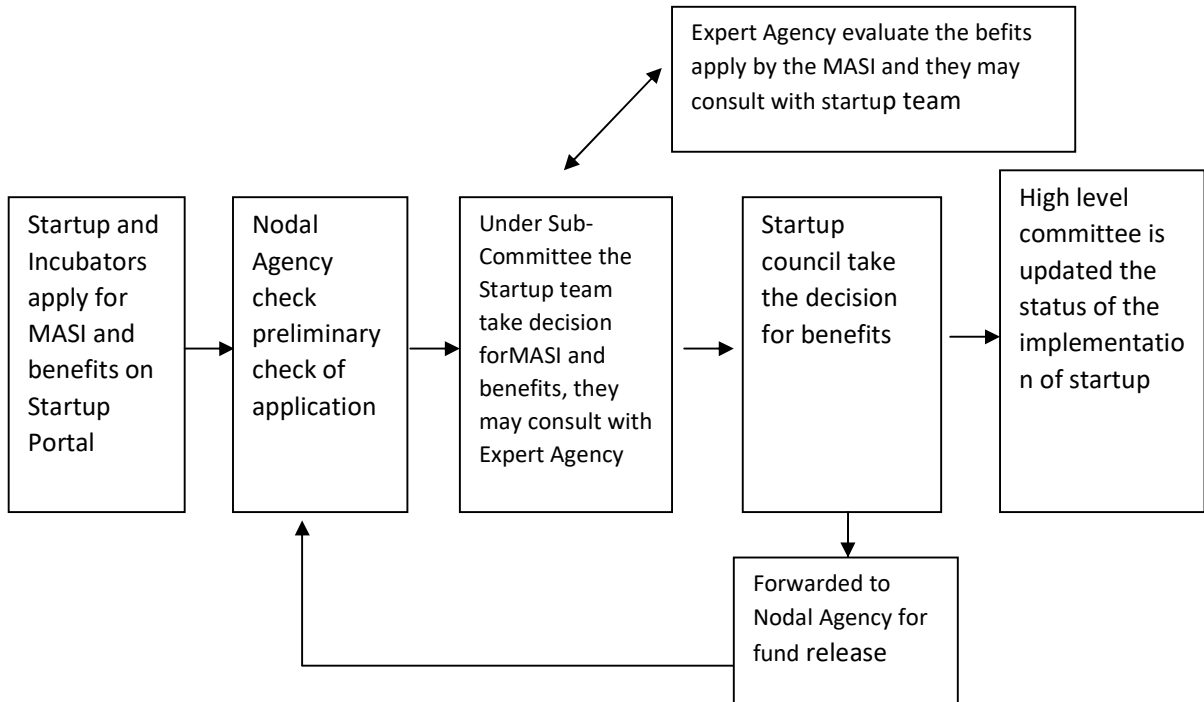 Expert Agency evaluate the befits
apply by the MASI and they may
consult with startup team
Startup and
Incubators
apply for
MASI and
benefits on
Startup
Portal
Nodal
Agency
check
preliminary
check of
application
Under Sub-
Committee the
Startup team
take decision
forMASI and
benefits, they
may consult with
Expert Agency
Startup
council take
the decision
for benefits
High level
committee is
updated the
status of the
implementatio
n of startup
Forwarded to
Nodal Agency for
fund release